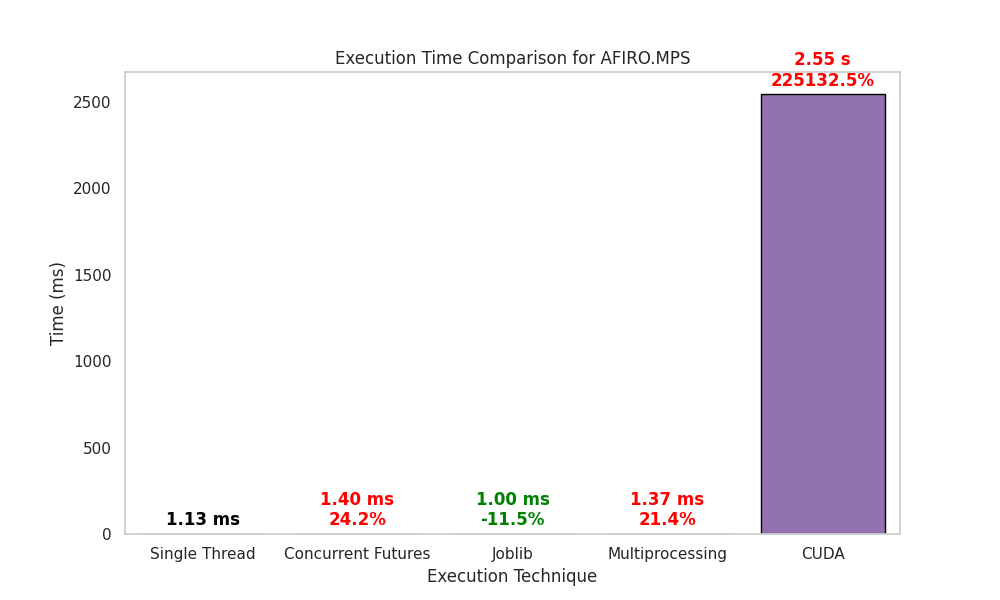 Execution Time Comparison for AFIRO.MPS
2.55 s
225132.5%
2500
2000
1500
1000
500
0
Time (ms)
1.13 ms
1.40 ms
24.2%
1.00 ms
-11.5%
1.37 ms
21.4%
Single Thread
Concurrent Futures
Joblib
Multiprocessing
CUDA
Execution Technique